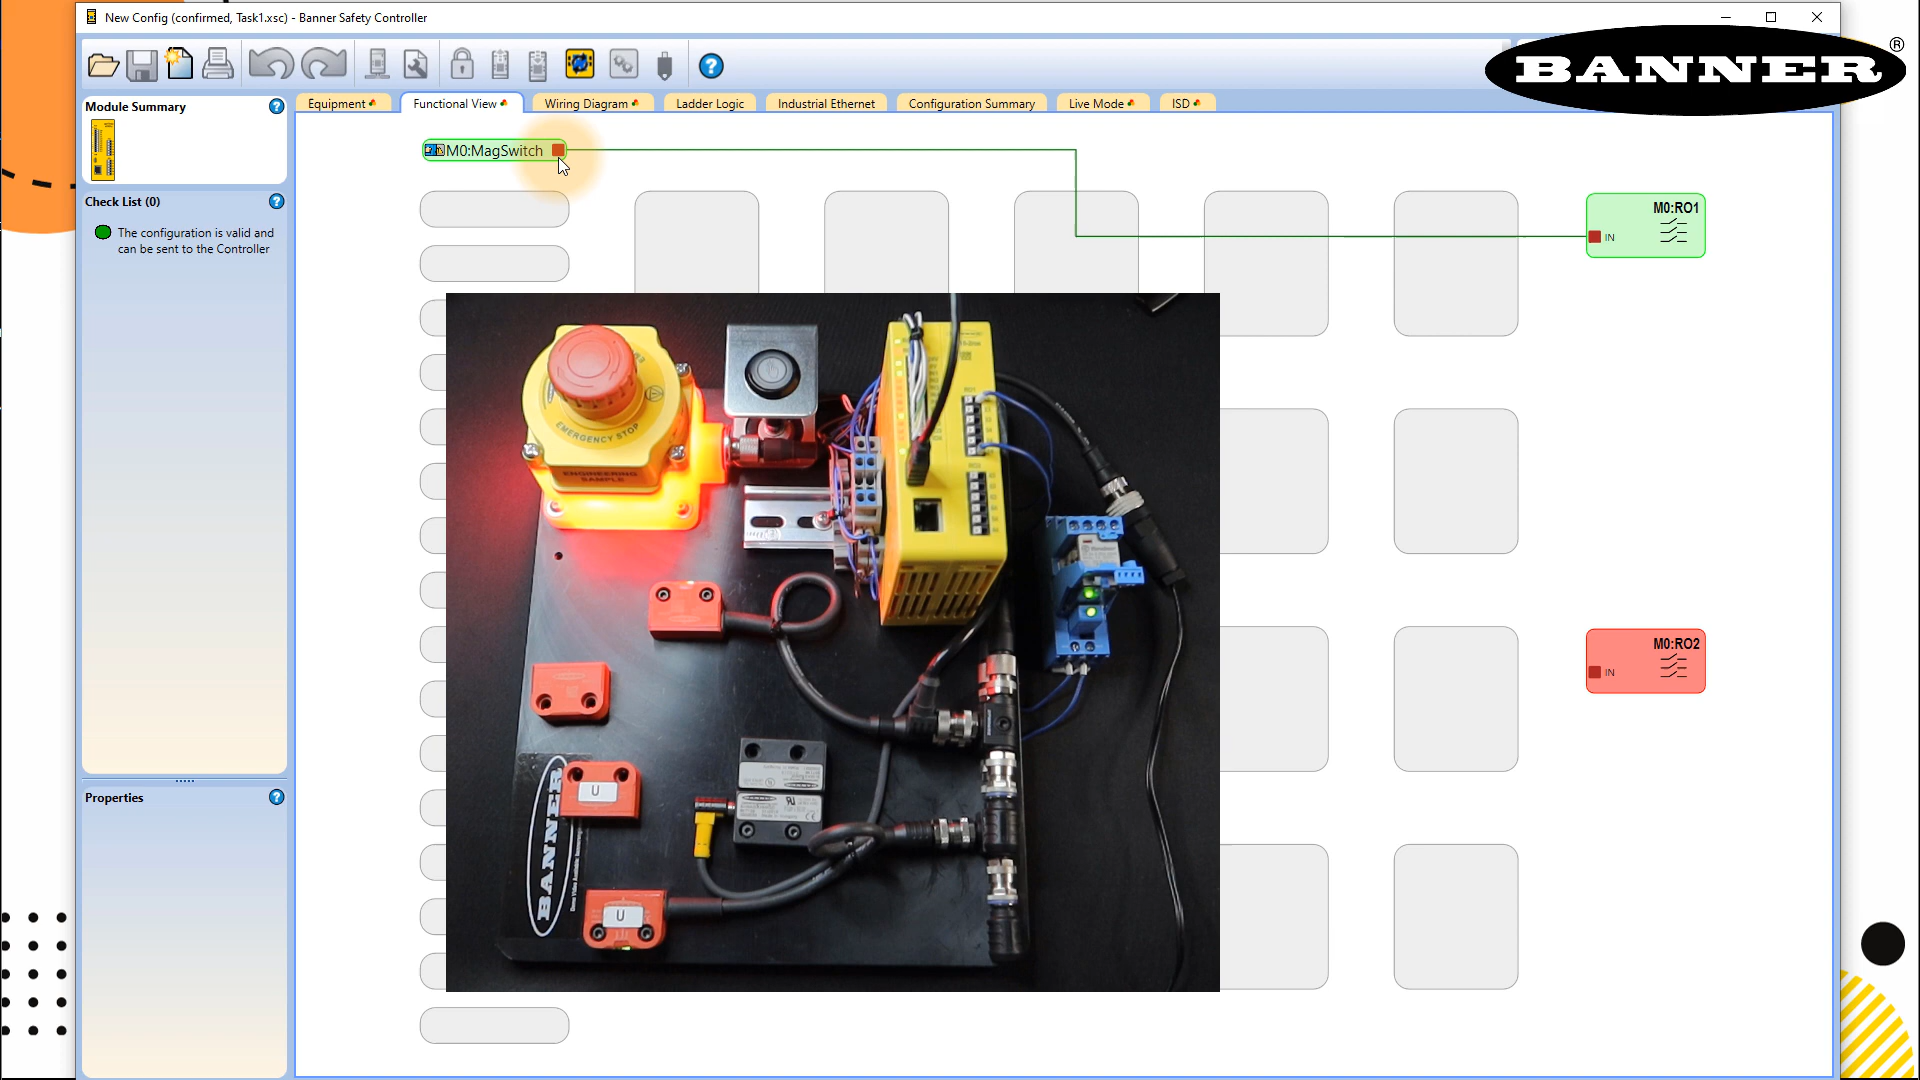 New Config (confirmed, Task1.xsc) - Banner Safety Controller
BANNER®
Module Summary
Equipment
Functional View
Wiring Diagram
Ladder Logic
Industrial Ethernet
Configuration Summary
Live Mode
ISD
M0:MagSwitch
Check List (0)
The configuration is valid and
can be sent to the Controller
M0:RO1
IN
EMERGENCY STOP
ENGINEERING
SAMPLE
M0:RO2
IN
U
BANNER
U
Properties